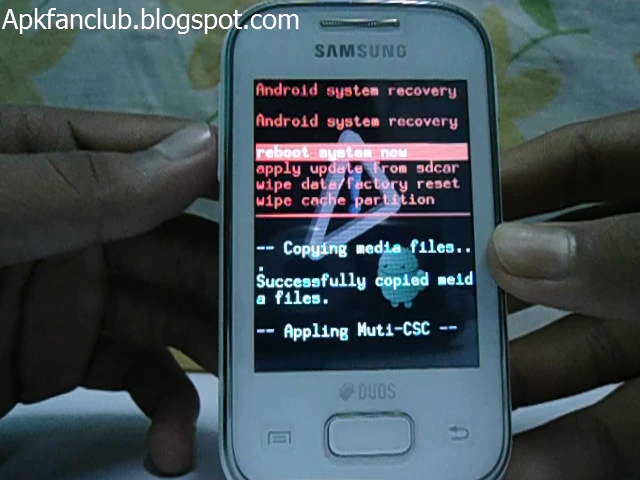 Apkfanclub.blogspot.com
SAMSUNG
Android system recovery
Android system recovery
reboot system now
apply update from sdcar
wipe data/factory reset
wipe cache partition
-- Copying media files..
.
Successfully copied meid
a files.
-- Appling Muti-CSC --
DUOS